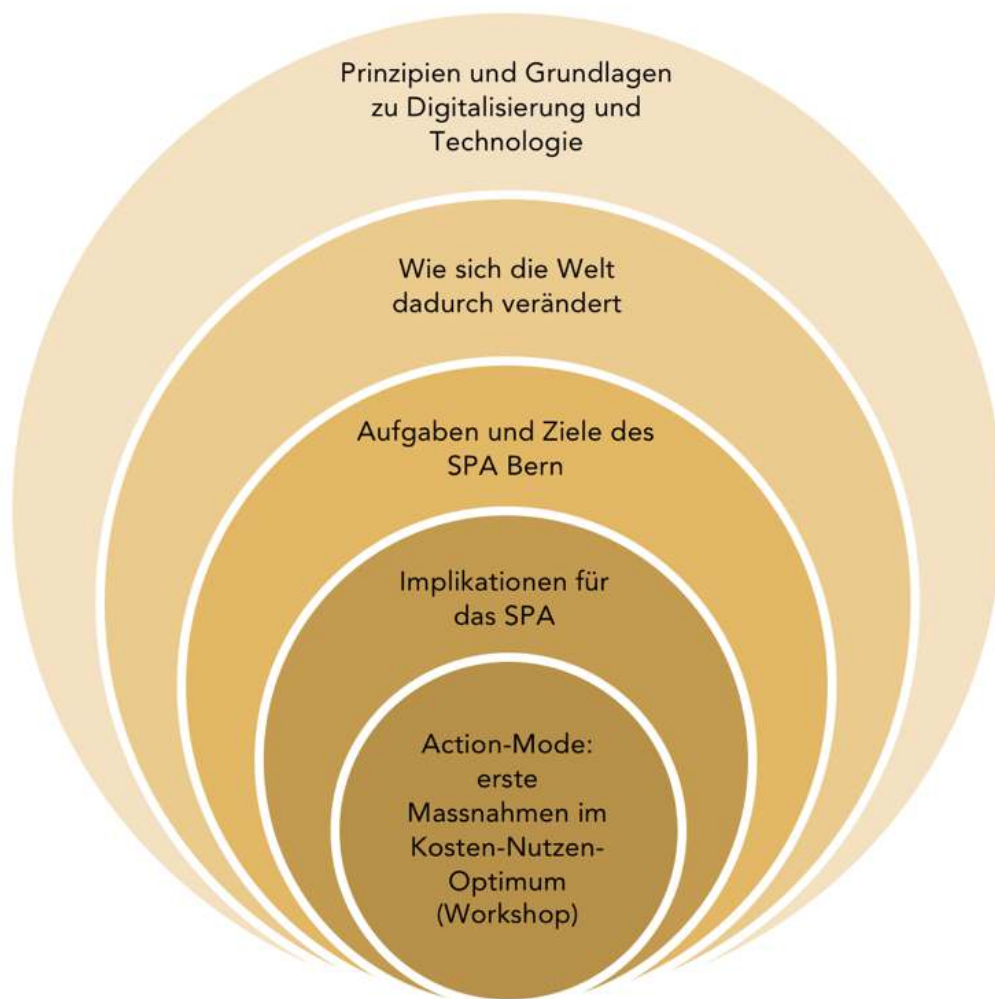 Prinzipien und Grundlagen
zu Digitalisierung und
Technologie
Wie sich die Welt
dadurch verändert
Aufgaben und Ziele des
SPA Bern
Implikationen für
das SPA
Action-Mode:
erste
Massnahmen im
Kosten-Nutzen-
Optimum
(Workshop)